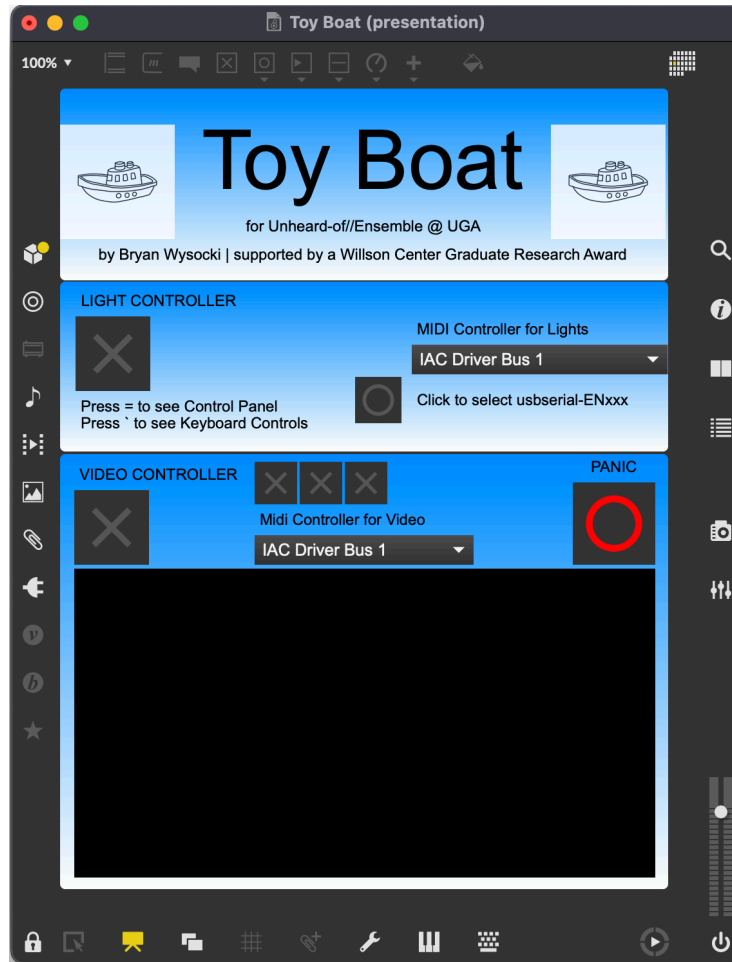 Toy Boat (presentation)
100%
m
Toy Boat
for Unheard-of//Ensemble @ UGA
by Bryan Wysocki | supported by a Willson Center Graduate Research Award
LIGHT CONTROLLER
MIDI Controller for Lights
IAC Driver Bus 1
Click to select usbserial-ENxxx
Press = to see Control Panel
Press ` to see Keyboard Controls
VIDEO CONTROLLER
PANIC
Midi Controller for Video
IAC Driver Bus 1
v
b